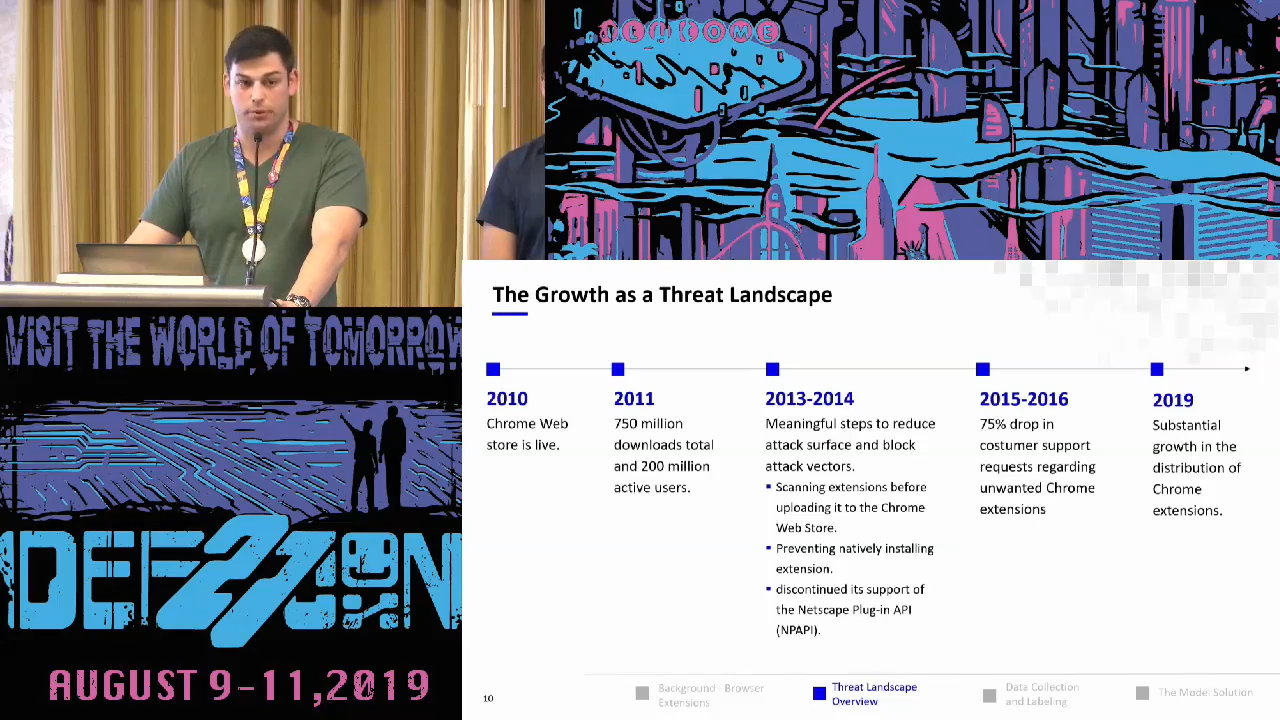 WELCOME
VISIT THE WORLD OF TOMORROW
DEF 27 CON
AUGUST 9-11,2019
The Growth as a Threat Landscape
2010
Chrome Web
store is live.
2011
750 million
downloads total
and 200 million
active users.
2013-2014
Meaningful steps to reduce
attack surface and block
attack vectors.
▪ Scanning extensions before
uploading it to the Chrome
Web Store.
▪ Preventing natively installing
extension.
▪ discontinued its support of
the Netscape Plug-in API
(NPAPI).
2015-2016
75% drop in
costumer support
requests regarding
unwanted Chrome
extensions
2019
Substantial
growth in the
distribution of
Chrome
extensions.
10
Background - Browser
Extensions
Threat Landscape
Overview
Data Collection
and Labeling
The Model Solution